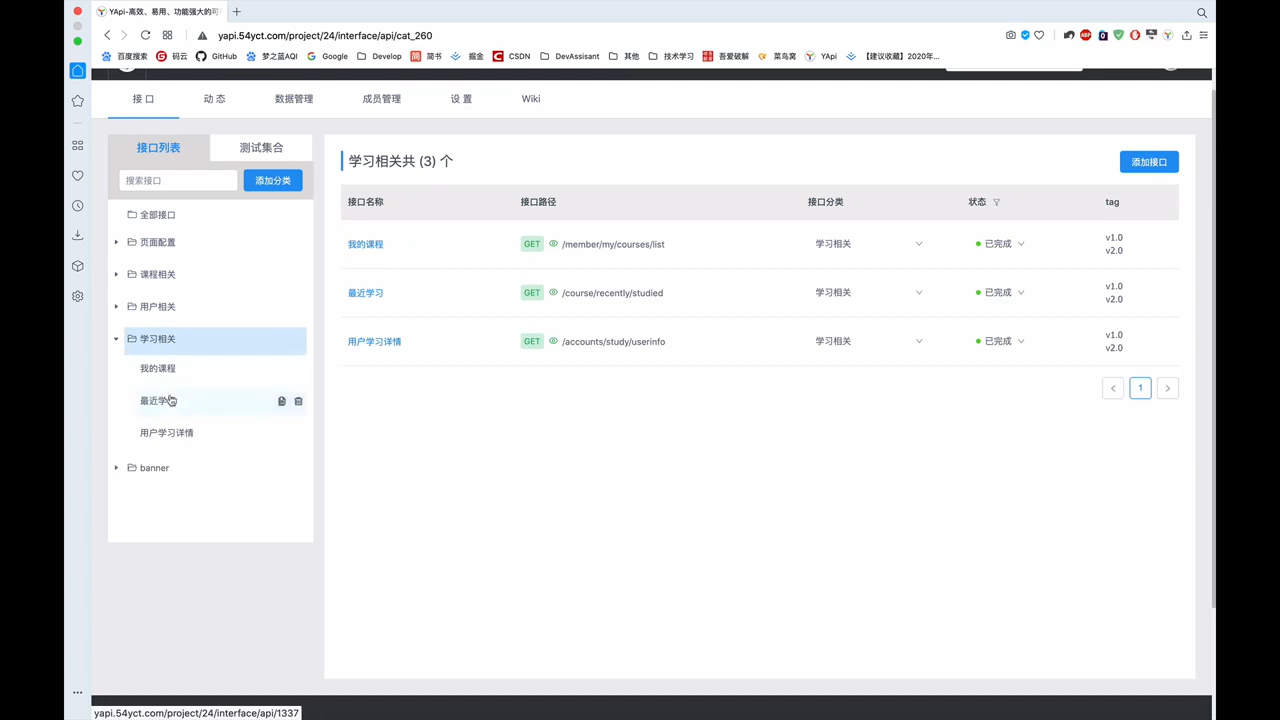 YApi-高效、易用、功能强大的可
yapi.54yct.com/project/24/interface/api/cat_260
百度搜索 码云 GitHub 梦之蓝AQI Google Develop 简书 掘金 CSDN DevAssisant 其他 技术学习 吾爱破解 菜鸟窝 YApi 【建议收藏】2020年...
接 口 动 态 数据管理 成员管理 设 置 Wiki
接口列表 测试集合
搜索接口 添加分类
全部接口
页面配置
课程相关
用户相关
学习相关
我的课程
最近学
用户学习详情
banner
学习相关共 (3) 个 添加接口
接口名称 接口路径 接口分类 状态 tag
我的课程 GET /member/my/courses/list 学习相关 已完成 v1.0
v2.0
最近学习 GET /course/recently/studied 学习相关 已完成 v1.0
v2.0
用户学习详情 GET /accounts/study/userinfo 学习相关 已完成 v1.0
v2.0
1
yapi.54yct.com/project/24/interface/api/1337